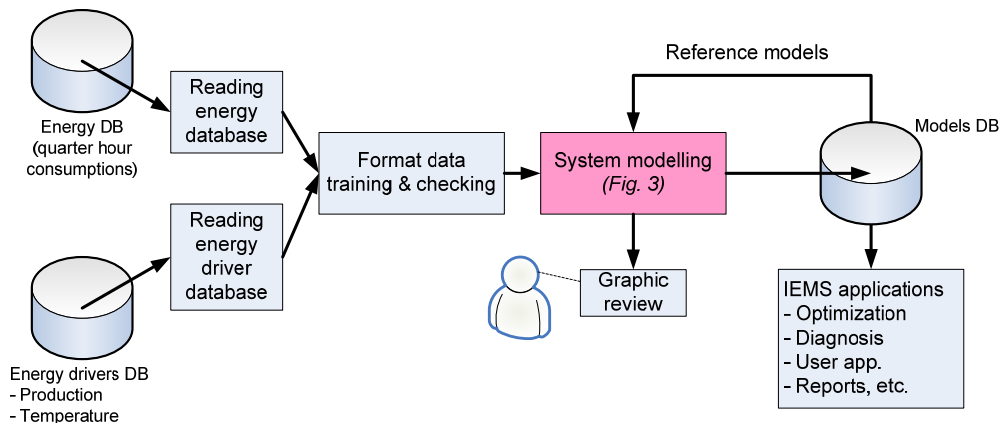 Energy DB
(quarter hour
consumptions)
Reading
energy
database
Energy drivers DB
- Production
- Temperature
Reading
energy
driver
database
Format data
training & checking
System modelling
(Fig. 3)
Graphic
review
Reference models
Models DB
IEMS applications
- Optimization
- Diagnosis
- User app.
- Reports, etc.